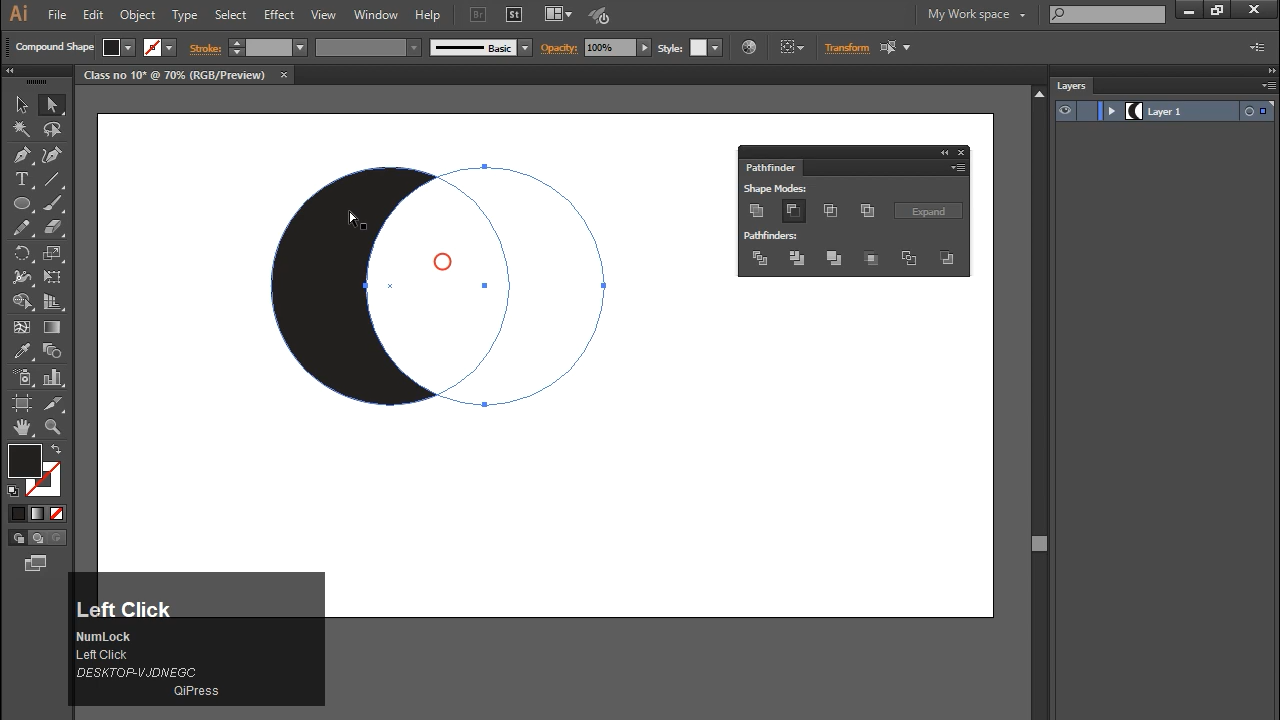 Ai File Edit Object Type Select Effect View Window Help Br St My Work space
Compound Shape Stroke: Basic Opacity: 100% Style: Transform
Class no 10* @ 70% (RGB/Preview) ×
Layers
Layer 1
Pathfinder
Shape Modes:
Expand
Pathfinders:
Left Click
NumLock
Left Click
DESKTOP-VJDNEGC
QiPress